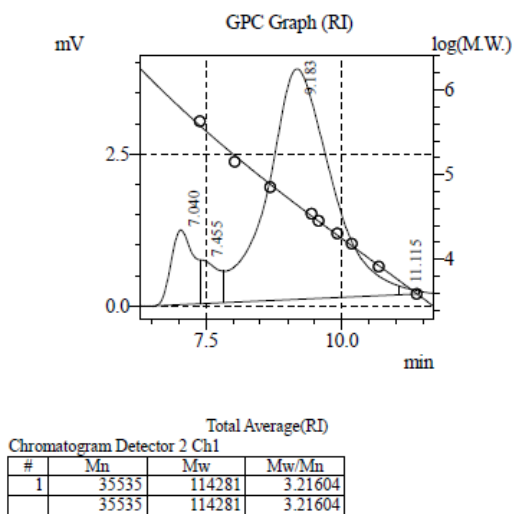 GPC Graph (RI)
mV
log(M.W.)
9.183
6
7.040
7.455
2.5
5
11.115
4
0.0
7.5
10.0
min
Total Average(RI)
Chromatogram Detector 2 Ch1
# Mn Mw Mw/Mn
1 35535 114281 3.21604
35535 114281 3.21604